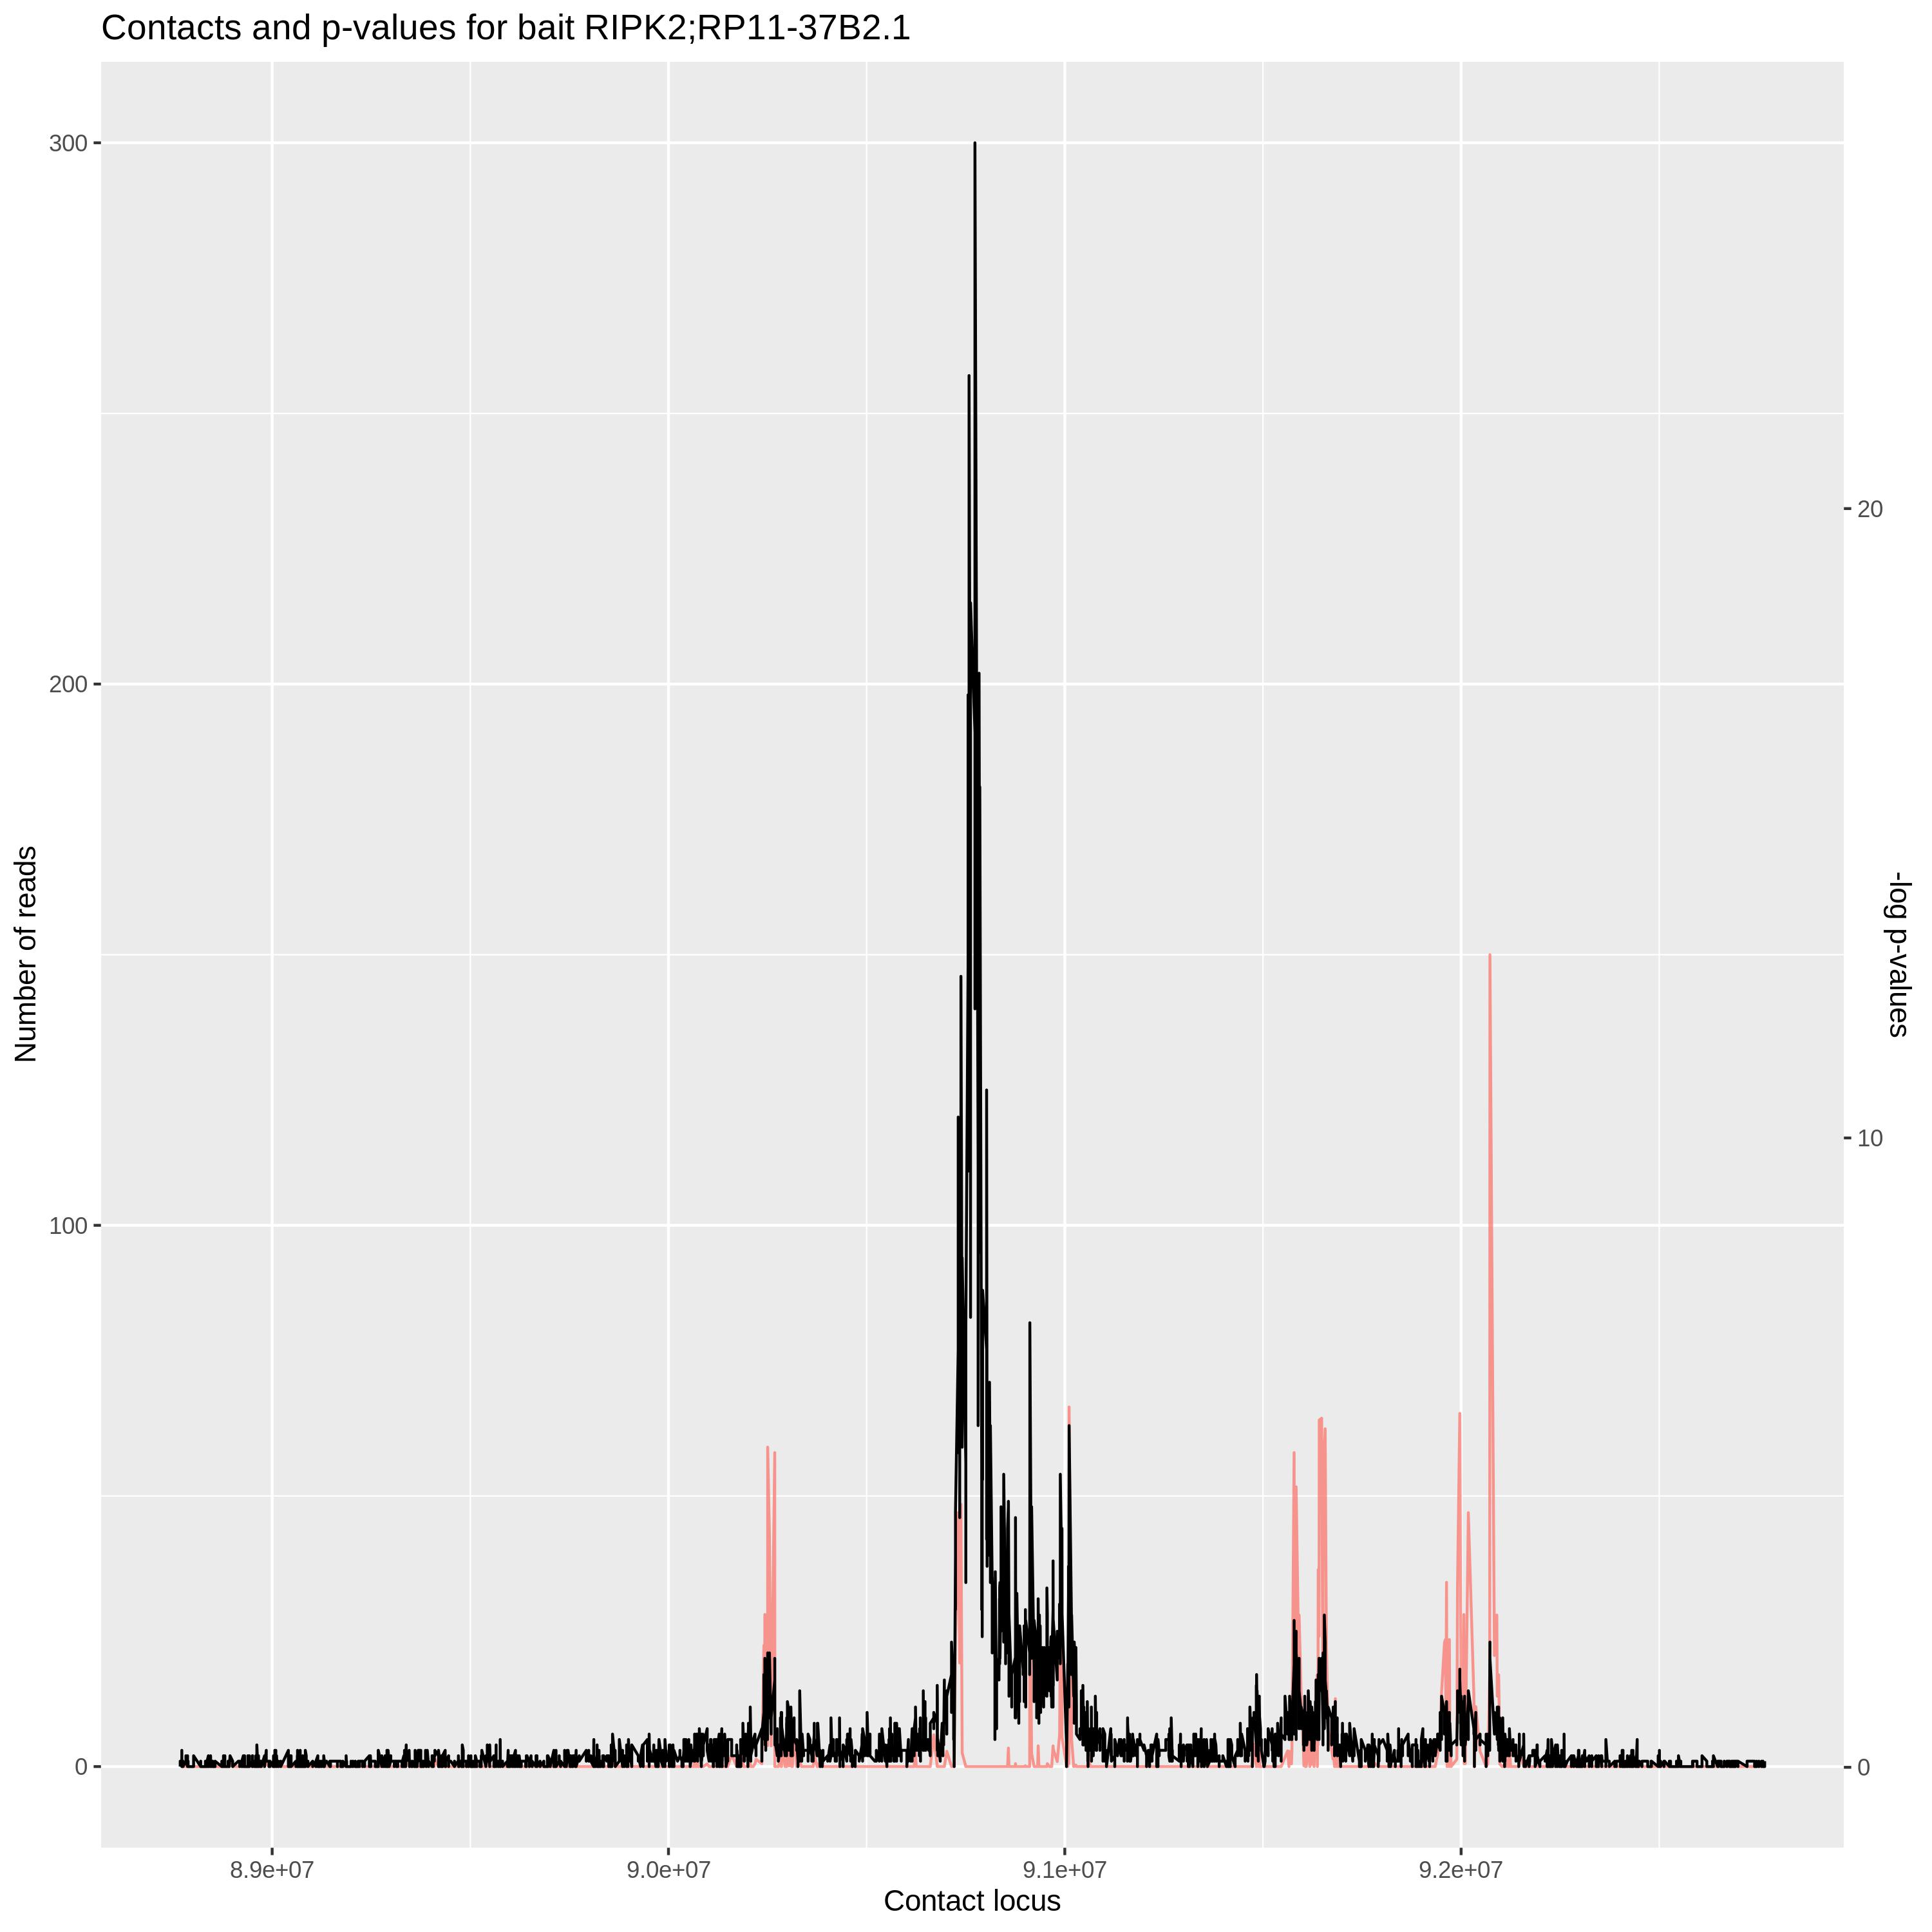 Contacts and p-values for bait RIPK2;RP11-37B2.1
300
200
100
0
Number of reads
20
10
0
-log p-values
8.9e+07
9.0e+07
9.1e+07
9.2e+07
Contact locus